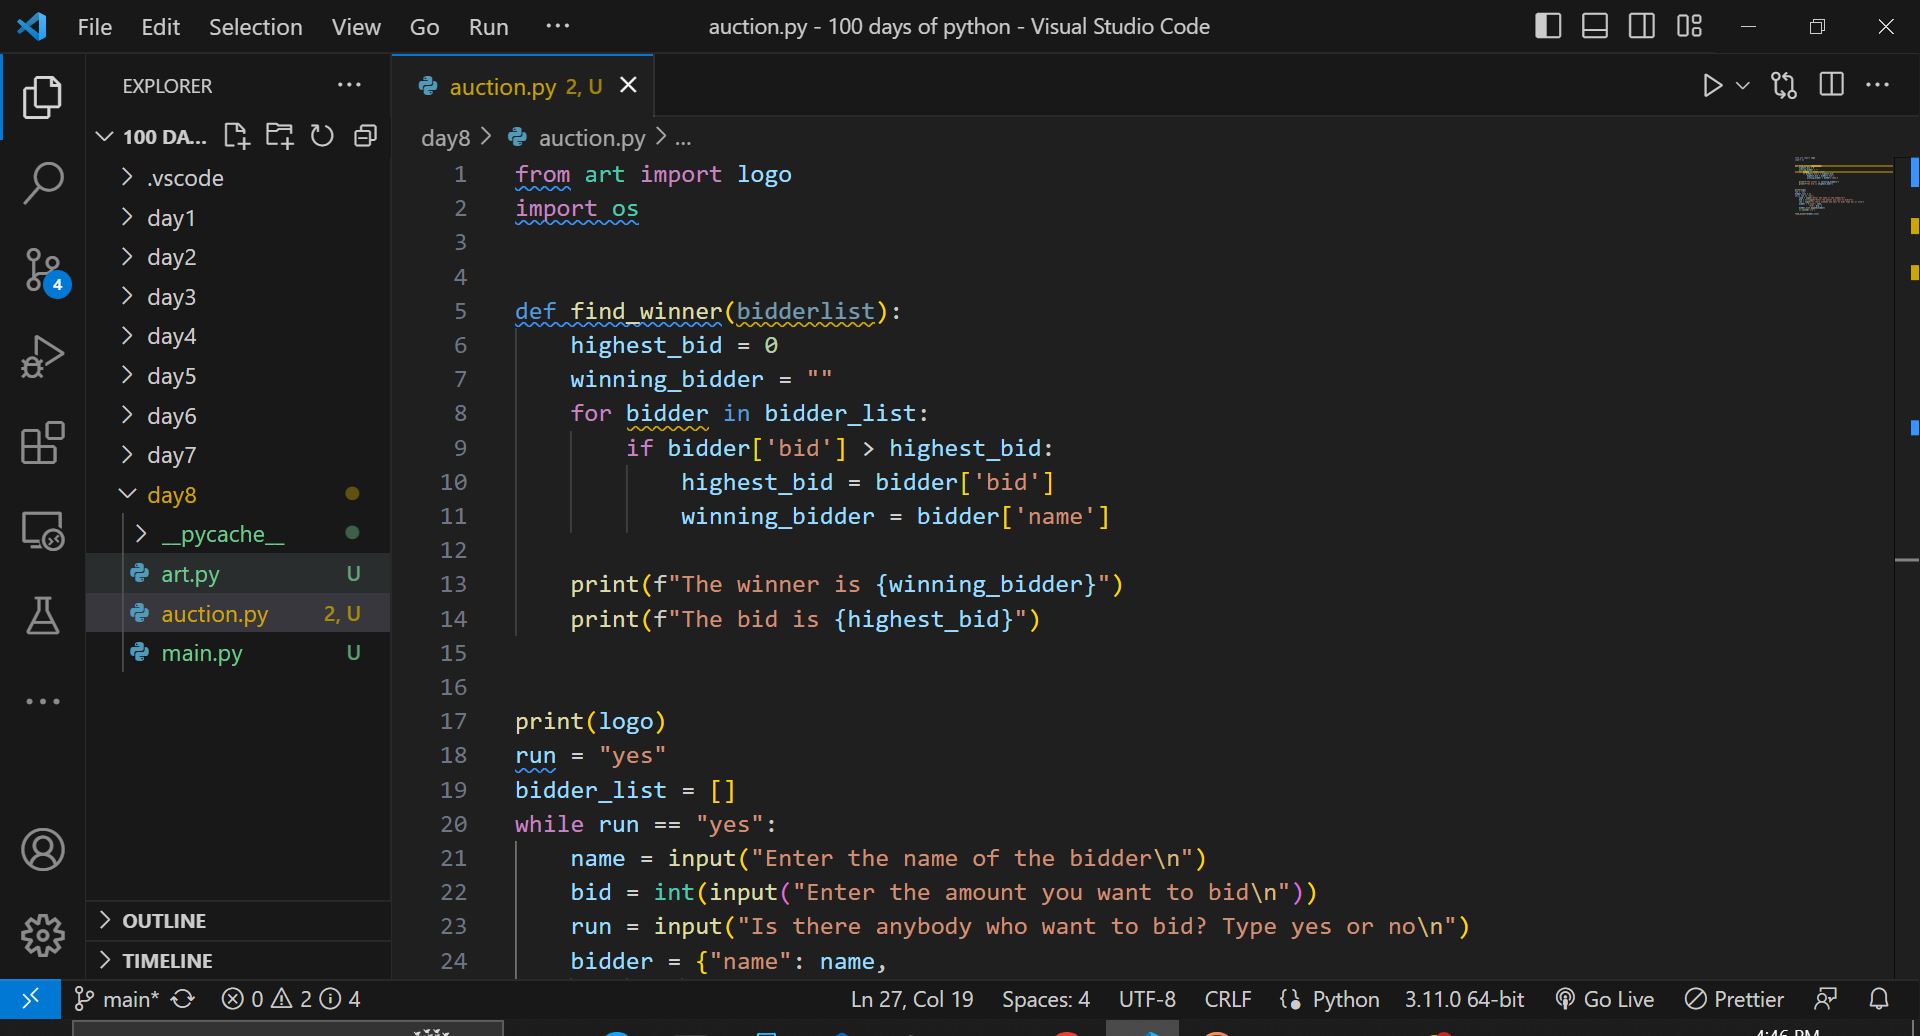 File Edit Selection View Go Run ··· auction.py - 100 days of python - Visual Studio Code
EXPLORER ···
auction.py 2, U
100 DA...
day8 > auction.py > ...
.vscode
day1
day2
day3
day4
day5
day6
day7
day8
__pycache__
art.py U
auction.py 2, U
main.py U
4
OUTLINE
TIMELINE
1 from art import logo
2 import os
3
4
5 def find_winner(bidderlist):
6 highest_bid = 0
7 winning_bidder = ""
8 for bidder in bidder_list:
9 if bidder['bid'] > highest_bid:
10 highest_bid = bidder['bid']
11 winning_bidder = bidder['name']
12
13 print(f"The winner is {winning_bidder}")
14 print(f"The bid is {highest_bid}")
15
16
17 print(logo)
18 run = "yes"
19 bidder_list = []
20 while run == "yes":
21 name = input("Enter the name of the bidder\n")
22 bid = int(input("Enter the amount you want to bid\n"))
23 run = input("Is there anybody who want to bid? Type yes or no\n")
24 bidder = {"name": name,
main* 0 2 4 Ln 27, Col 19 Spaces: 4 UTF-8 CRLF Python 3.11.0 64-bit Go Live Prettier
4:46 PM